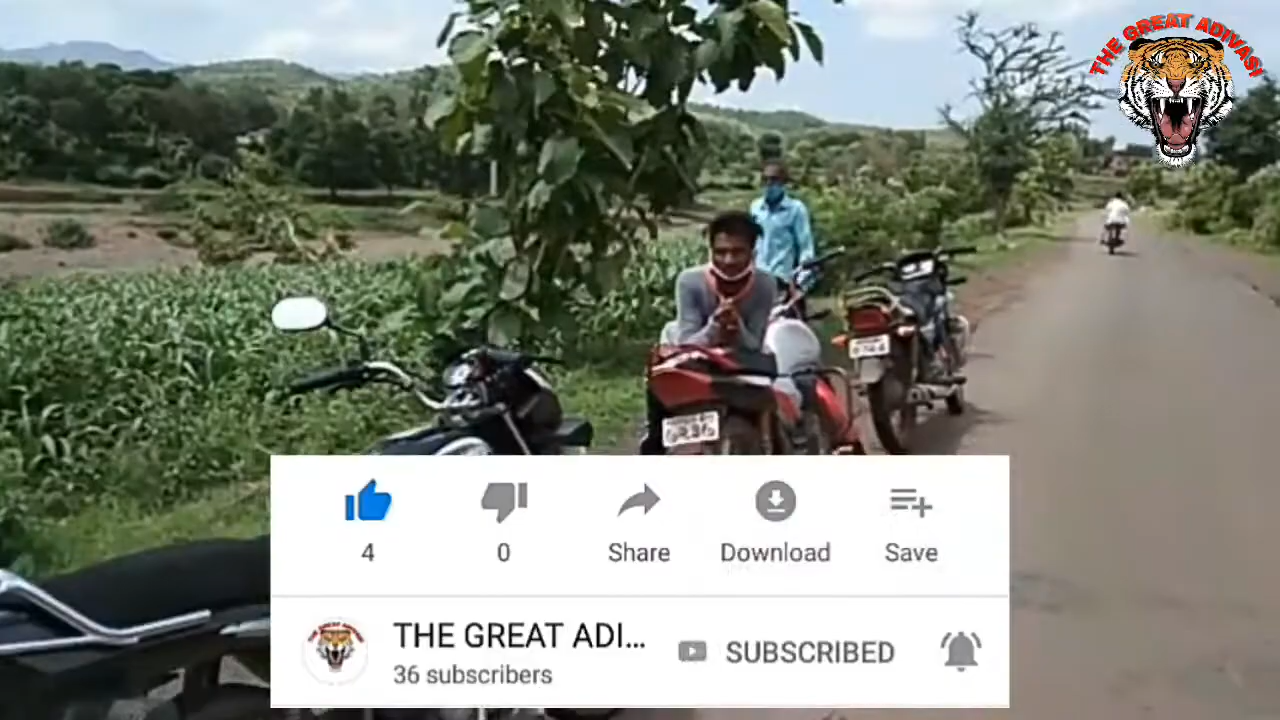 THE GREAT ADIVASI
4
0
Share
Download
Save
THE GREAT ADI...
36 subscribers
SUBSCRIBED